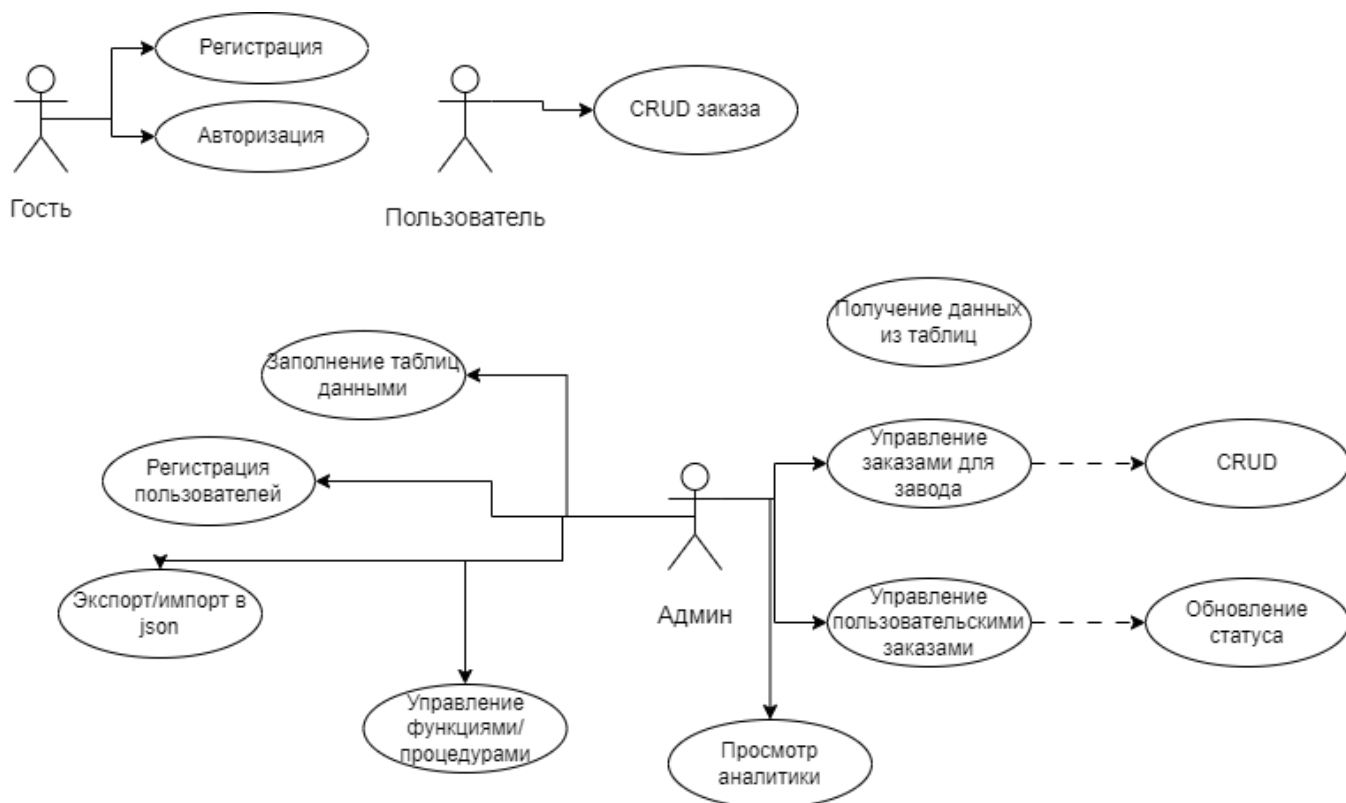 Регистрация
Авторизация
Гость
CRUD заказа
Пользователь
Получение данных
из таблиц
Заполнение таблиц
данными
Регистрация
пользователей
Управление
заказами для
завода
CRUD
Экспорт/импорт в
json
Админ
Управление
пользовательскими
заказами
Обновление
статуса
Управление
функциями/
процедурами
Просмотр
аналитики